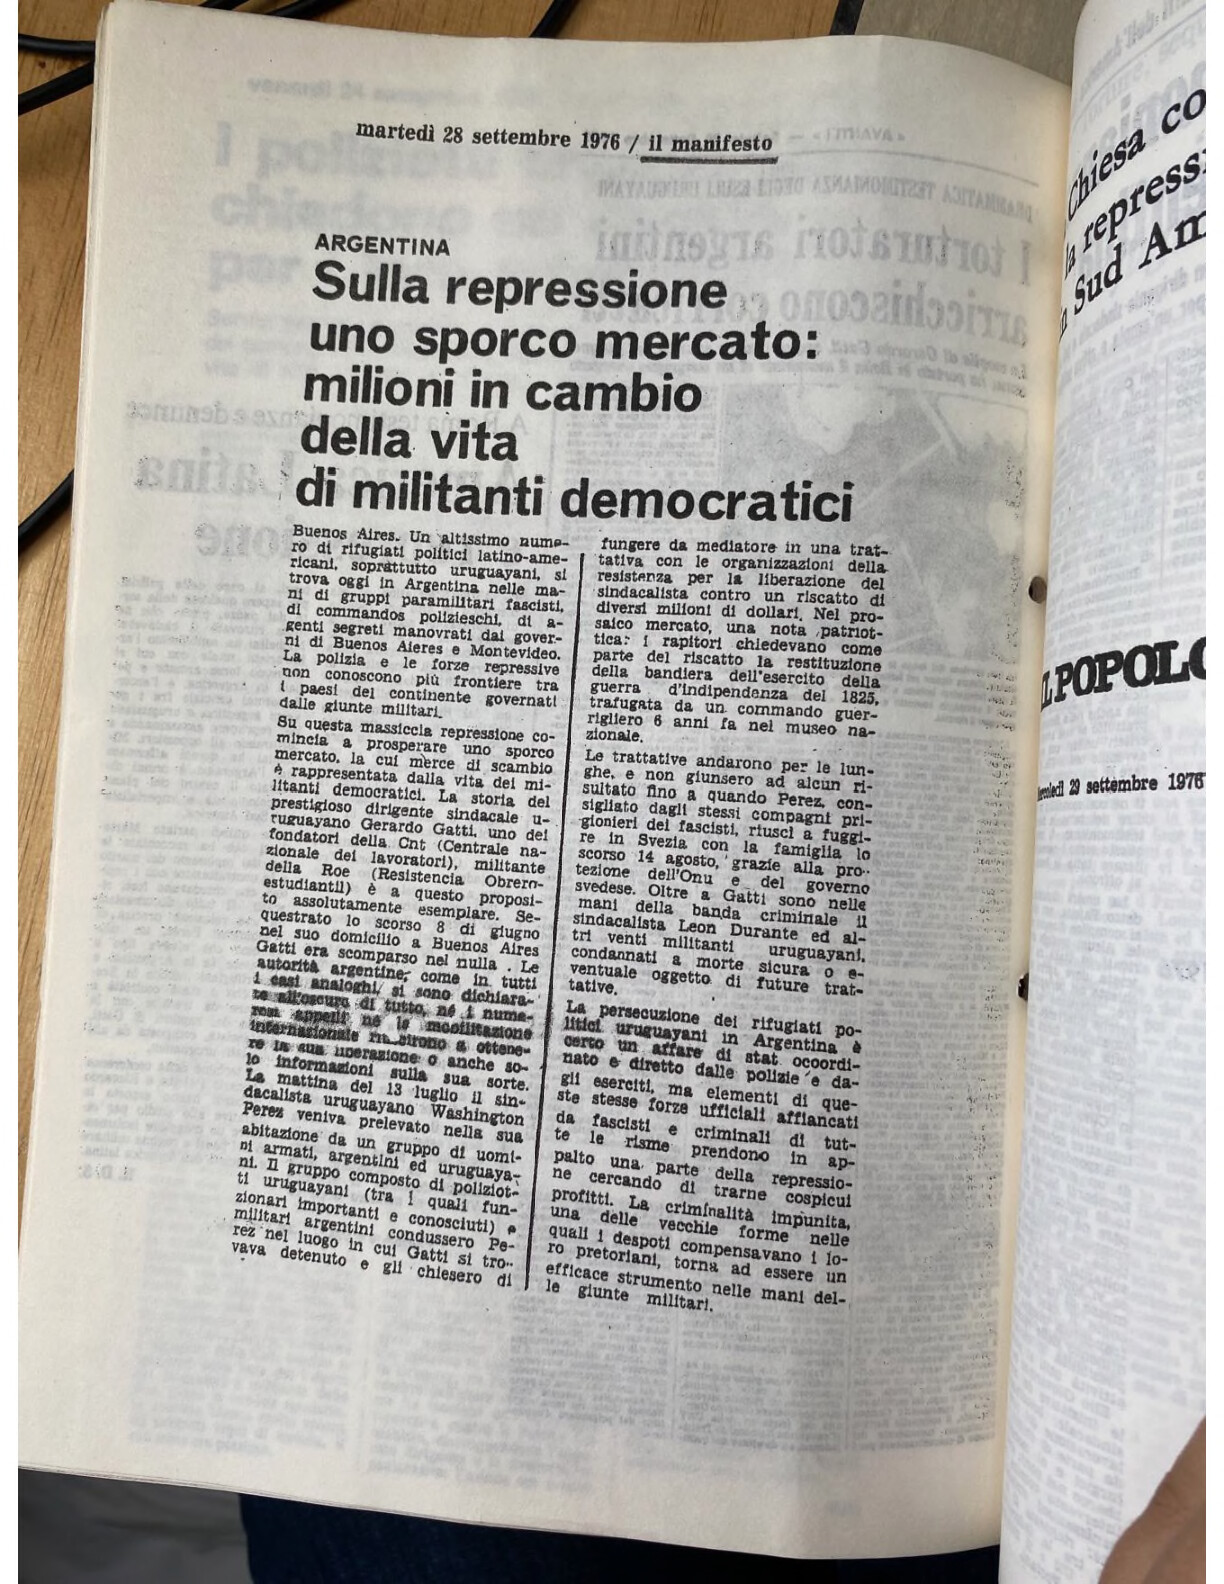 martedì 28 settembre 1976 / il manifesto
ARGENTINA
Sulla repressione
uno sporco mercato:
milioni in cambio
della vita
di militanti democratici
Buenos Aires. Un altissimo nume-
ro di rifugiati politici latino-ame-
ricani, soprattutto uruguayani, si
trova oggi in Argentina nelle ma-
ni di gruppi paramilitari fascisti,
di commandos polizieschi, di a-
genti segreti manovrati dai gover-
ni di Buenos Aieres e Montevideo.
La polizia e le forze repressive
non conoscono più frontiere tra
i paesi del continente governati
dalle giunte militari.
Su questa massiccia repressione co-
mincia a prosperare uno sporco
mercato, la cui merce di scambio
è rappresentata dalla vita dei mi-
litanti democratici. La storia del
prestigioso dirigente sindacale u-
ruguayano Gerardo Gatti, uno dei
fondatori della Cnt (Centrale na-
zionale dei lavoratori), militante
della Roe (Resistencia Obrero-
estudiantil) è a questo proposi-
to assolutamente esemplare. Se-
questrato lo scorso 8 di giugno
nel suo domicilio a Buenos Aires
Gatti era scomparso nel nulla . Le
autorità argentine, come in tutti
i casi analoghi, si sono dichiara-
te all'oscuro di tutto, né i nume-
rosi appelli né la mobilitazione
internazionale riuscirono a ottene-
re la sua liberazione o anche so-
lo informazioni sulla sua sorte.
La mattina del 13 luglio il sin-
dacalista uruguayano Washington
Perez veniva prelevato nella sua
abitazione da un gruppo di uomi-
ni armati, argentini ed uruguaya-
ni. Il gruppo composto di poliziot-
ti uruguayani (tra i quali fun-
zionari importanti e conosciuti) e
militari argentini condussero Pe-
rez nel luogo in cui Gatti si tro-
vava detenuto e gli chiesero di
fungere da mediatore in una trat-
tativa con le organizzazioni della
resistenza per la liberazione del
sindacalista contro un riscatto di
diversi milioni di dollari. Nel pro-
saico mercato, una nota patriot-
tica: i rapitori chiedevano come
parte del riscatto la restituzione
della bandiera dell'esercito della
guerra d'indipendenza del 1825,
trafugata da un commando guer-
rigliero 6 anni fa nel museo na-
zionale.
Le trattative andarono per le lun-
ghe, e non giunsero ad alcun ri-
sultato fino a quando Perez, con-
sigliato dagli stessi compagni pri-
gionieri dei fascisti, riuscì a fuggi-
re in Svezia con la famiglia lo
scorso 14 agosto, grazie alla pro-
tezione dell'Onu e del governo
svedese. Oltre a Gatti sono nelle
mani della banda criminale il
sindacalista Leon Durante ed al-
tri venti militanti uruguayani,
condannati a morte sicura o e-
ventuale oggetto di future trat-
tative.
La persecuzione dei rifugiati po-
litici uruguayani in Argentina è
certo un affare di stat ocoordi-
nato e diretto dalle polizie e da-
gli eserciti, ma elementi di que-
ste stesse forze ufficiali affiancati
da fascisti e criminali di tut-
te le risme prendono in ap-
palto una parte della repressio-
ne cercando di trarne cospicui
profitti. La criminalità impunita,
una delle vecchie forme nelle
quali i despoti compensavano i lo-
ro pretoriani, torna ad essere un
efficace strumento nelle mani del-
le giunte militari.
Chiesa co
la repressi
in Sud Am
IL POPOLO
mercoledì 29 settembre 1976